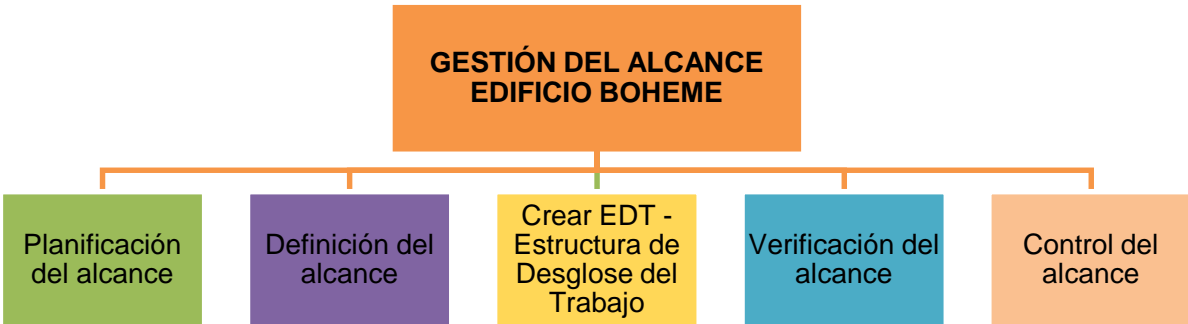 GESTIÓN DEL ALCANCE
EDIFICIO BOHEME
Planificación
del alcance
Definición del
alcance
Crear EDT -
Estructura de
Desglose del
Trabajo
Verificación del
alcance
Control del
alcance